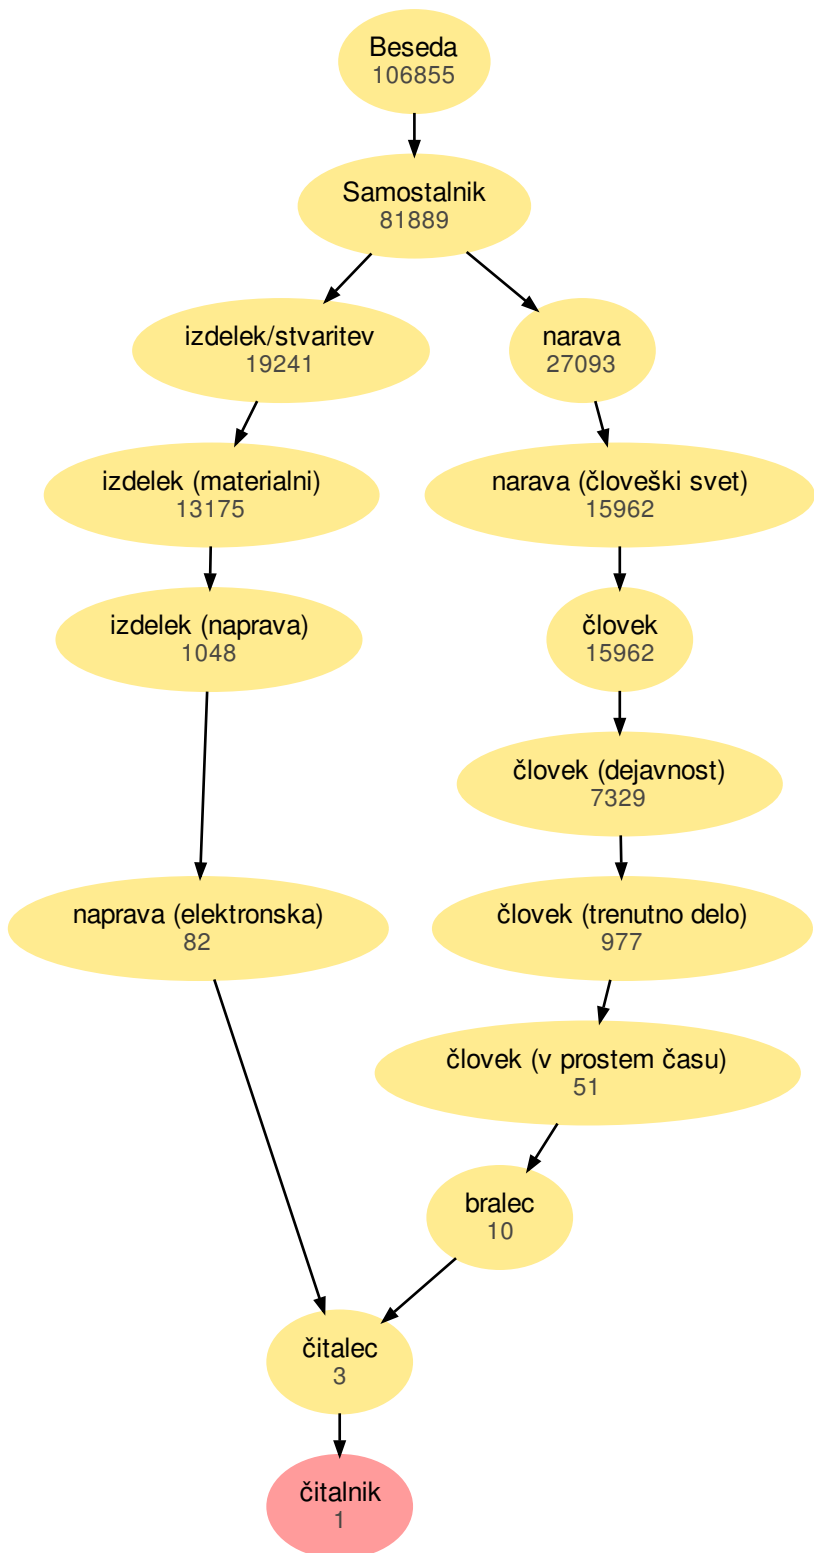 Beseda
106855
Samostalnik
81889
izdelek/stvaritev
19241
narava
27093
izdelek (materialni)
13175
narava (človeški svet)
15962
izdelek (naprava)
1048
človek
15962
človek (dejavnost)
7329
naprava (elektronska)
82
človek (trenutno delo)
977
človek (v prostem času)
51
bralec
10
čitalec
3
čitalnik
1